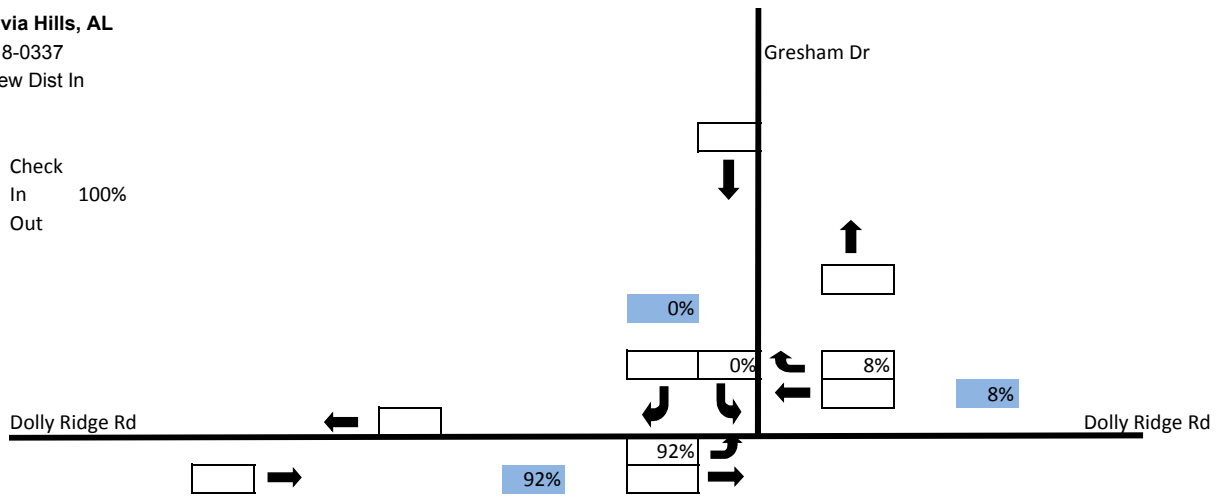 via Hills, AL
8-0337
ew Dist In
Gresham Dr
Check
In 100%
Out
0%
0% 8%
8%
Dolly Ridge Rd Dolly Ridge Rd
92%
92%